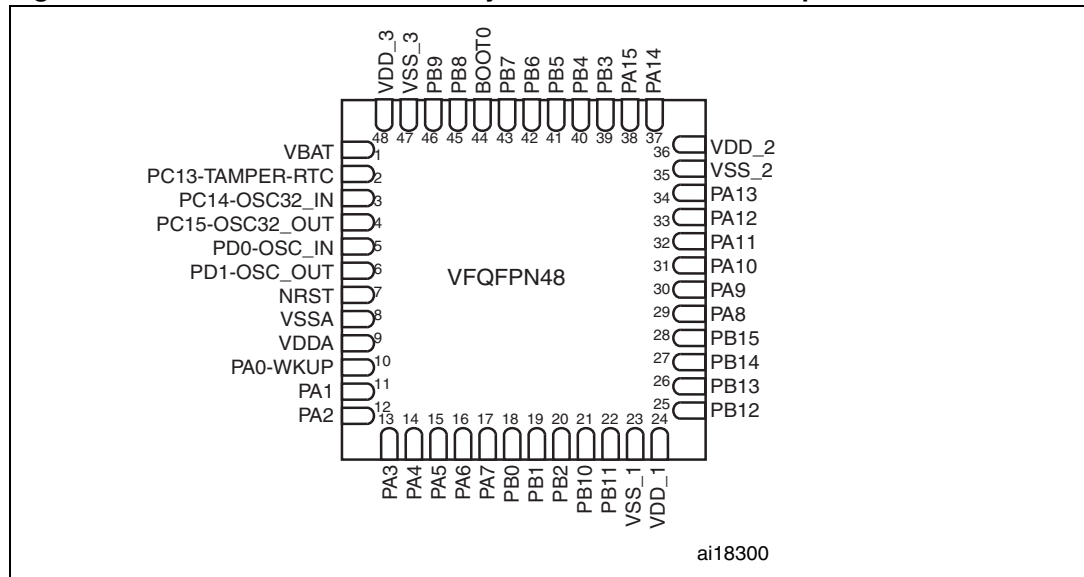 VDD_3
VSS_3
PB9
PB8
BOOT0
PB7
PB6
PB5
PB4
PB3
PA15
PA14
48 47 46 45 44 43 42 41 40 39 38 37
VBAT 1
PC13-TAMPER-RTC 2
PC14-OSC32_IN 3
PC15-OSC32_OUT 4
PD0-OSC_IN 5
PD1-OSC_OUT 6
NRST 7
VSSA 8
VDDA 9
PA0-WKUP 10
PA1 11
PA2 12
VFQFPN48
36 VDD_2
35 VSS_2
34 PA13
33 PA12
32 PA11
31 PA10
30 PA9
29 PA8
28 PB15
27 PB14
26 PB13
25 PB12
13 14 15 16 17 18 19 20 21 22 23 24
PA3
PA4
PA5
PA6
PA7
PB0
PB1
PB2
PB10
PB11
VSS_1
VDD_1
ai18300